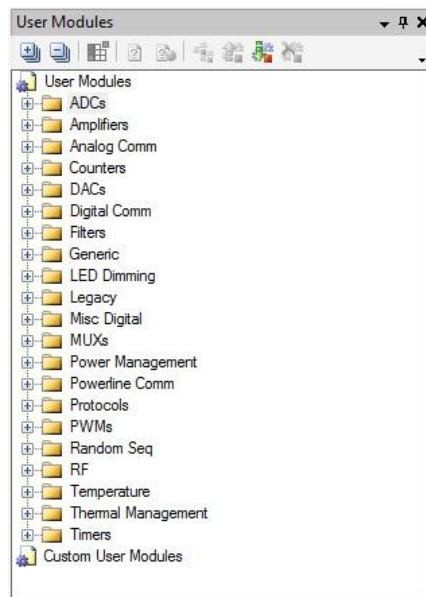 User Modules
User Modules
ADCs
Amplifiers
Analog Comm
Counters
DACs
Digital Comm
Filters
Generic
LED Dimming
Legacy
Misc Digital
MUXs
Power Management
Powerline Comm
Protocols
PWMs
Random Seq
RF
Temperature
Thermal Management
Timers
Custom User Modules